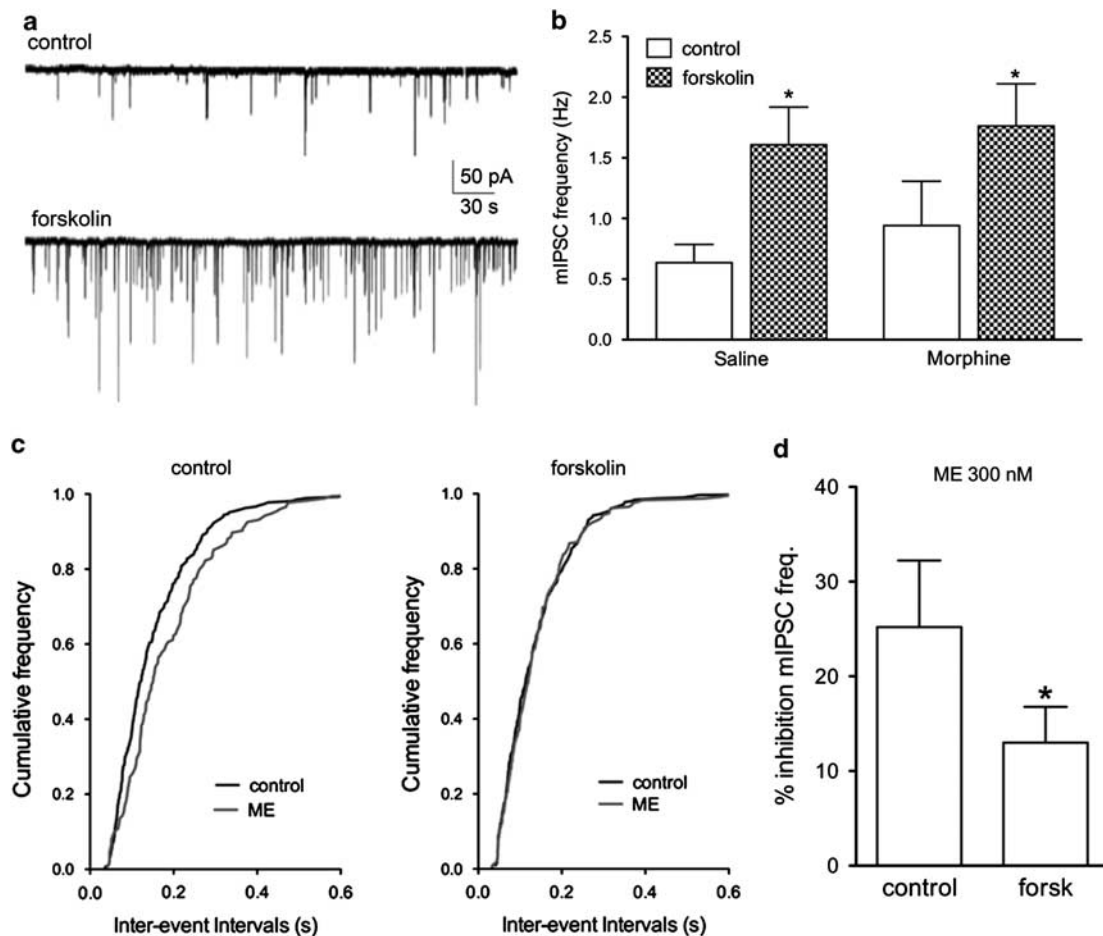 a
control
50 pA
30 s
forskolin
b
control
forskolin
2.5
2.0
1.5
1.0
0.5
0.0
mIPSC frequency (Hz)
*
*
Saline
Morphine
c
control
1.0
0.8
0.6
0.4
0.2
0.0
Cumulative frequency
control
ME
0.0
0.2
0.4
0.6
Inter-event Intervals (s)
forskolin
1.0
0.8
0.6
0.4
0.2
0.0
Cumulative frequency
control
ME
0.0
0.2
0.4
0.6
Inter-event Intervals (s)
d
ME 300 nM
40
30
20
10
0
% inhibition mIPSC freq.
*
control
forsk